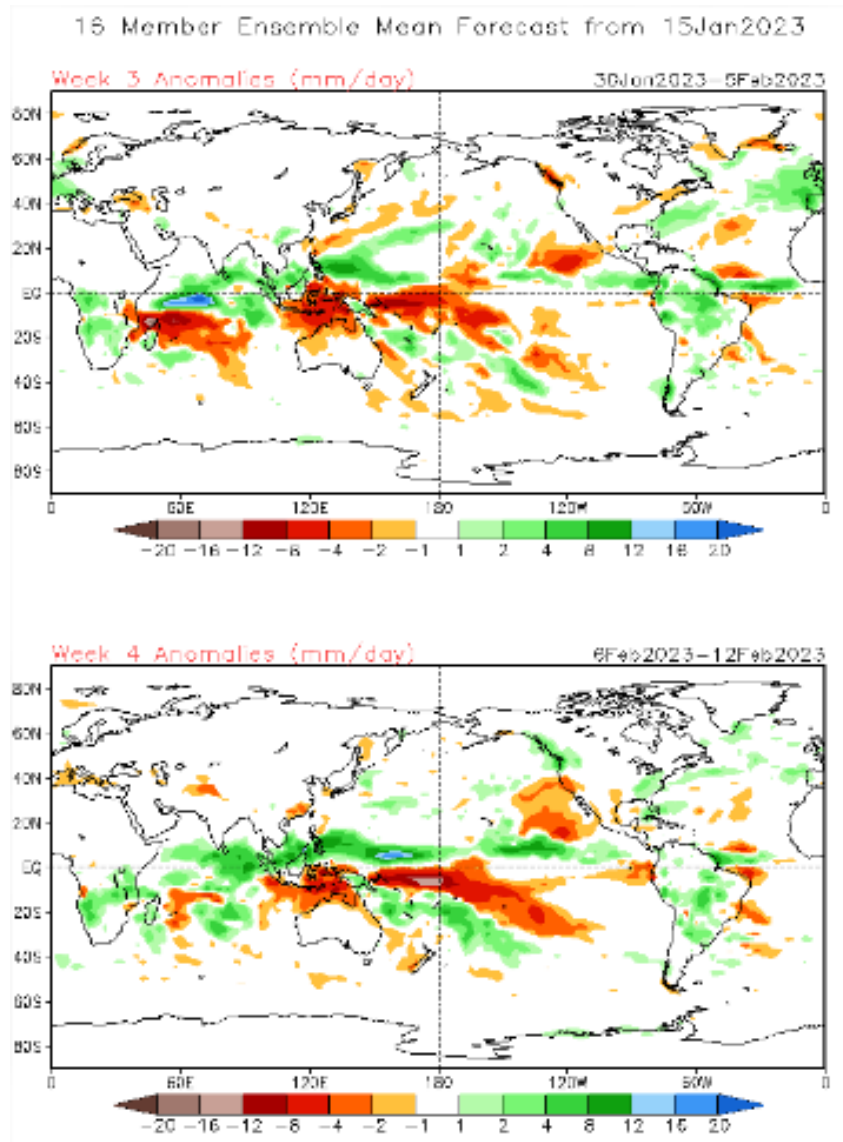 16 Member Ensemble Mean Forecast from 15Jan2023
Week 3 Anomalies (mm/day) 30Jan2023-5Feb2023
80N
60N
40N
20N
EQ
20S
40S
60S
80S
0 60E 120E 180 120W 60W 0
-20 -16 -12 -8 -4 -2 -1 1 2 4 8 12 16 20
Week 4 Anomalies (mm/day) 6Feb2023-12Feb2023
80N
60N
40N
20N
EQ
20S
40S
60S
80S
0 60E 120E 180 120W 60W 0
-20 -16 -12 -8 -4 -2 -1 1 2 4 8 12 16 20